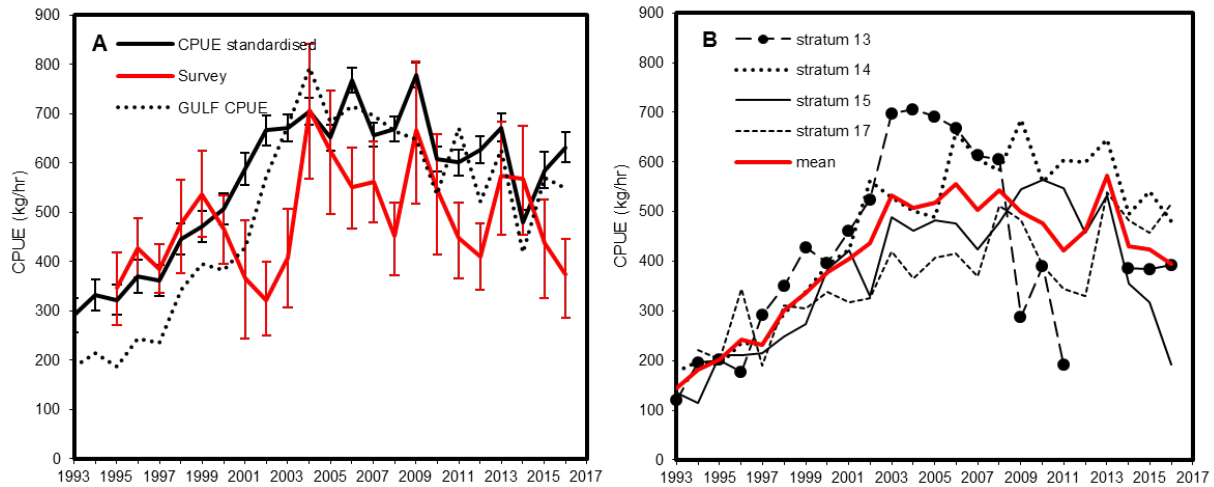 A
CPUE standardised
Survey
GULF CPUE
CPUE (kg/hr)
900
800
700
600
500
400
300
200
100
0
1993 1995 1997 1999 2001 2003 2005 2007 2009 2011 2013 2015 2017
B
stratum 13
stratum 14
stratum 15
stratum 17
mean
CPUE (kg/hr)
900
800
700
600
500
400
300
200
100
0
1993 1995 1997 1999 2001 2003 2005 2007 2009 2011 2013 2015 2017